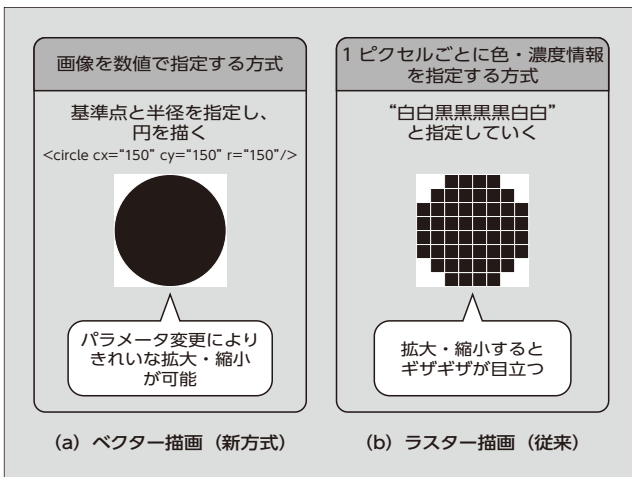 画像を数値で指定する方式
基準点と半径を指定し、
円を描く
<circle cx=“150” cy=“150” r=“150”/>
パラメータ変更により
きれいな拡大・縮小
が可能
(a) ベクター描画（新方式）
1 ピクセルごとに色・濃度情報
を指定する方式
“白白黒黒黒黒白白”
と指定していく
拡大・縮小すると
ギザギザが目立つ
(b) ラスター描画（従来）